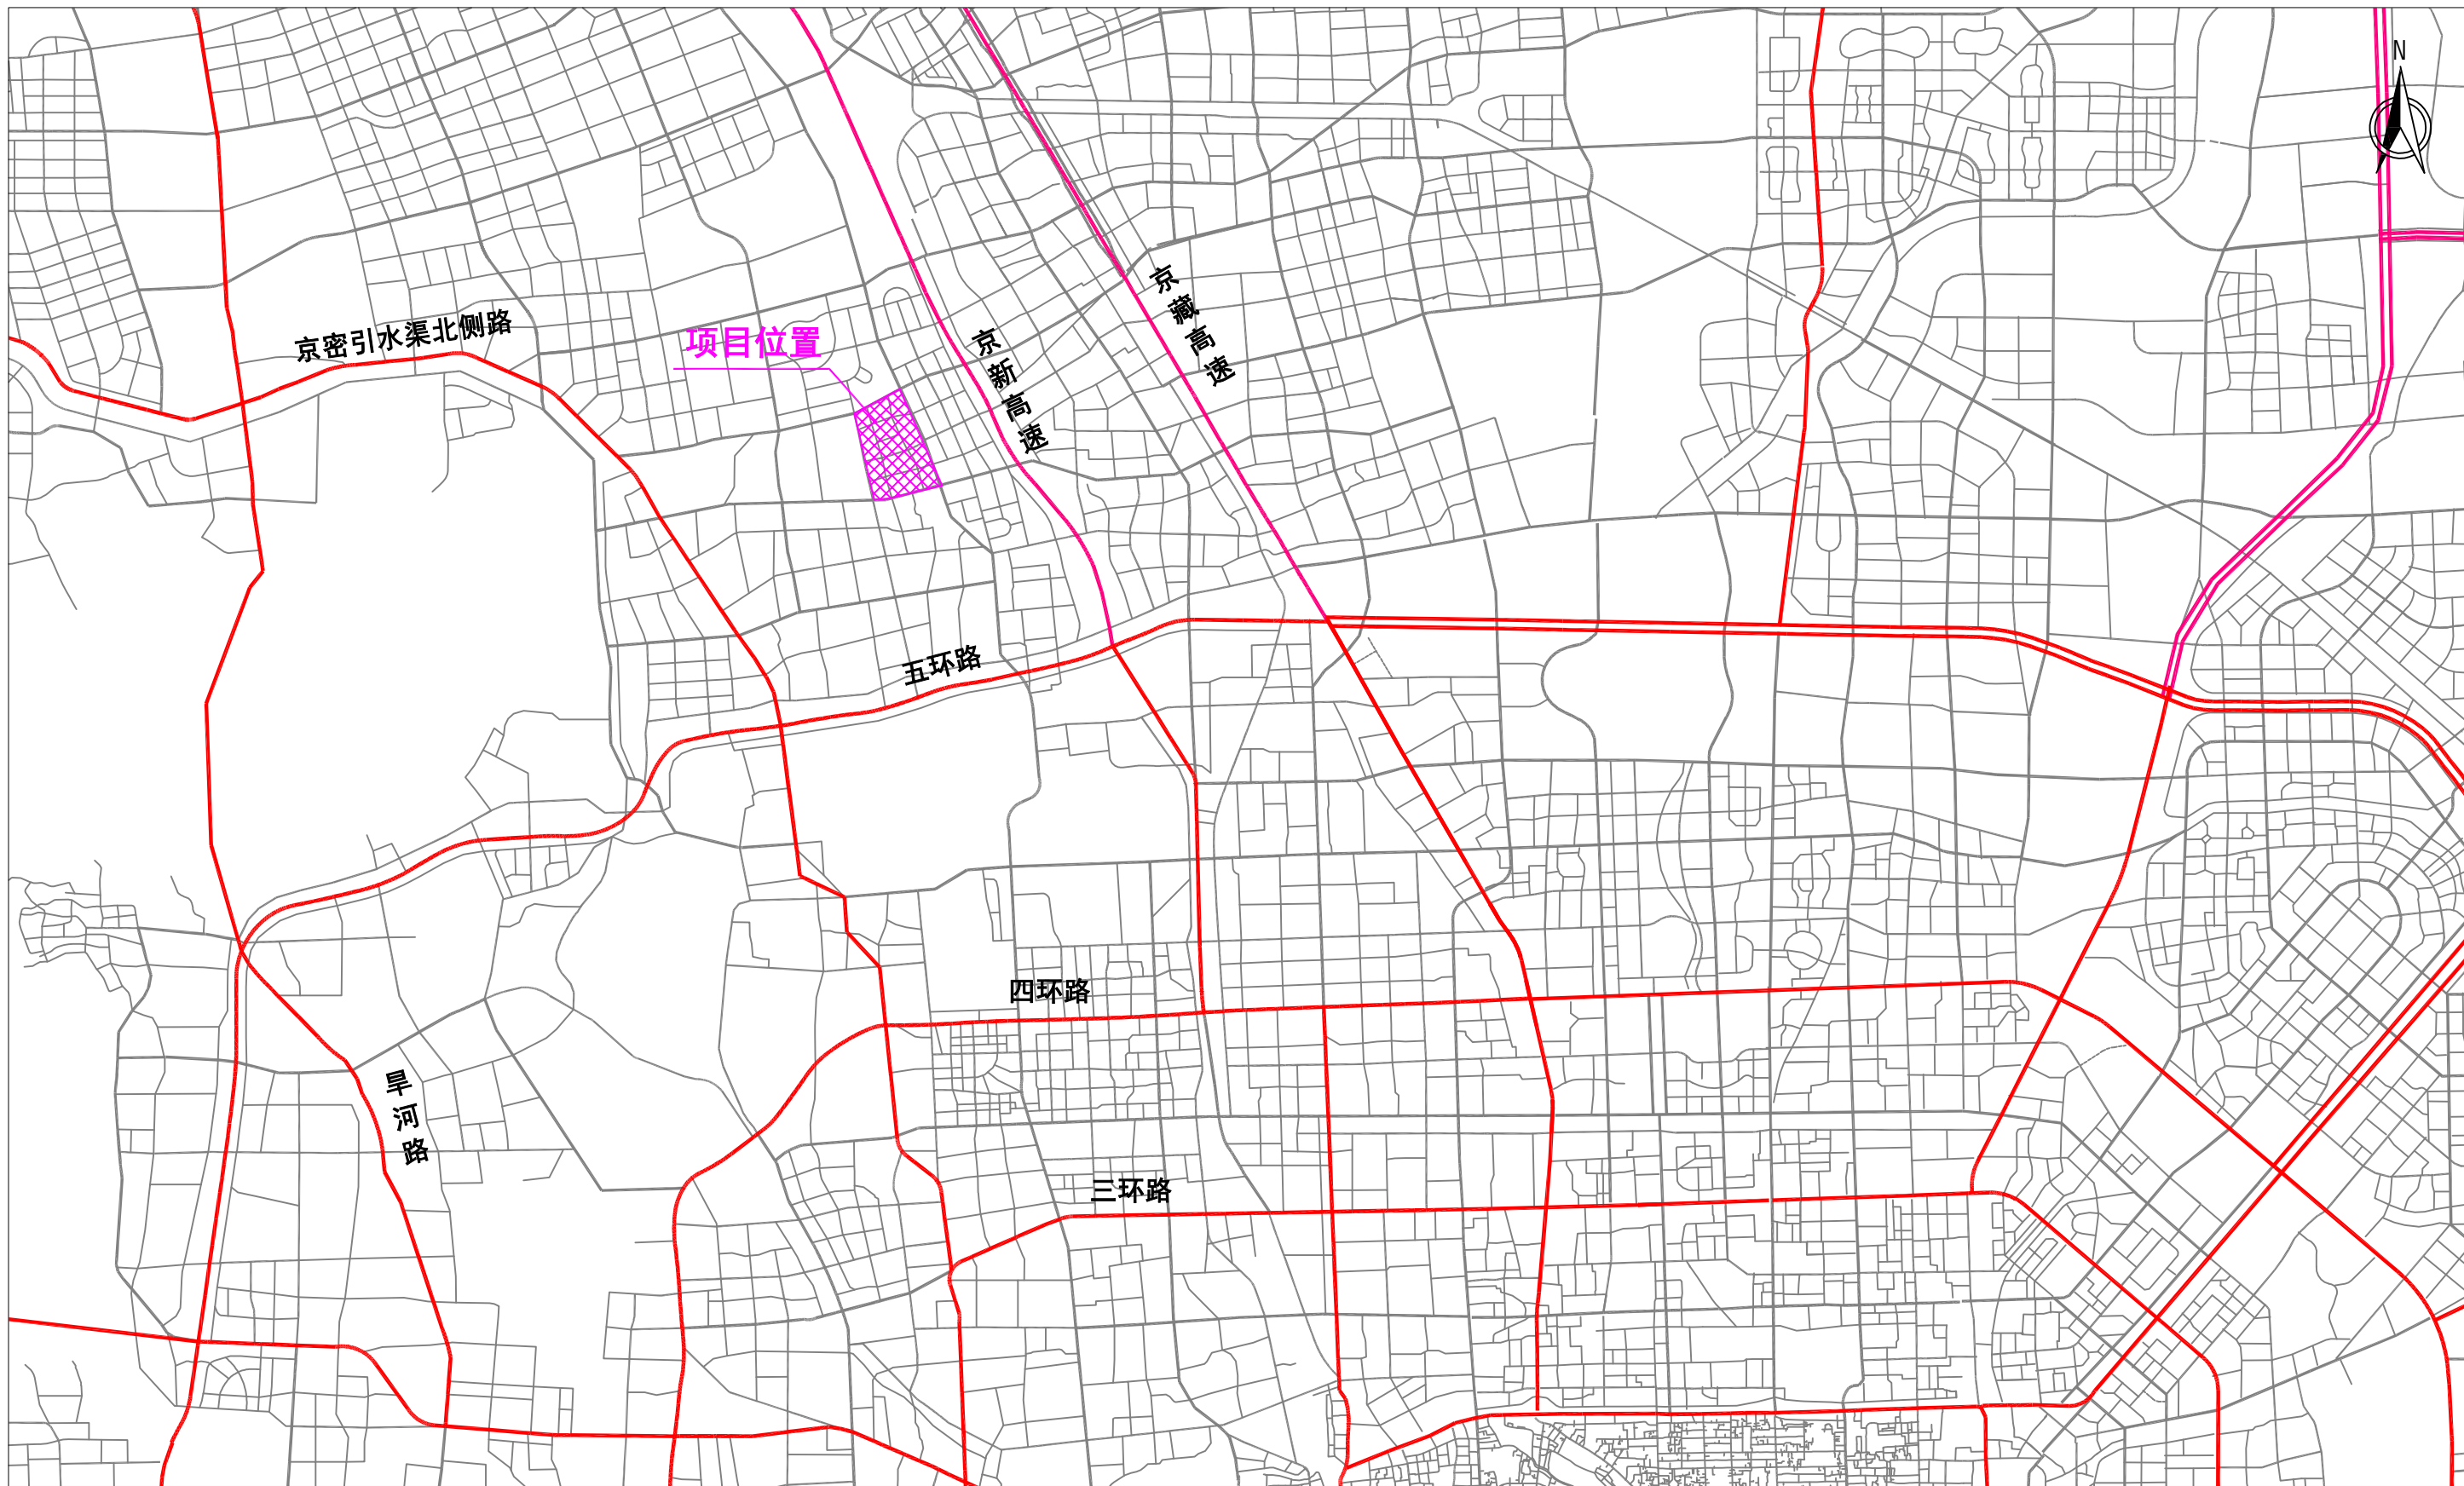 N
京藏高速
京密引水渠北侧路
项目位置
京新高速
五环路
四环路
旱河路
三环路